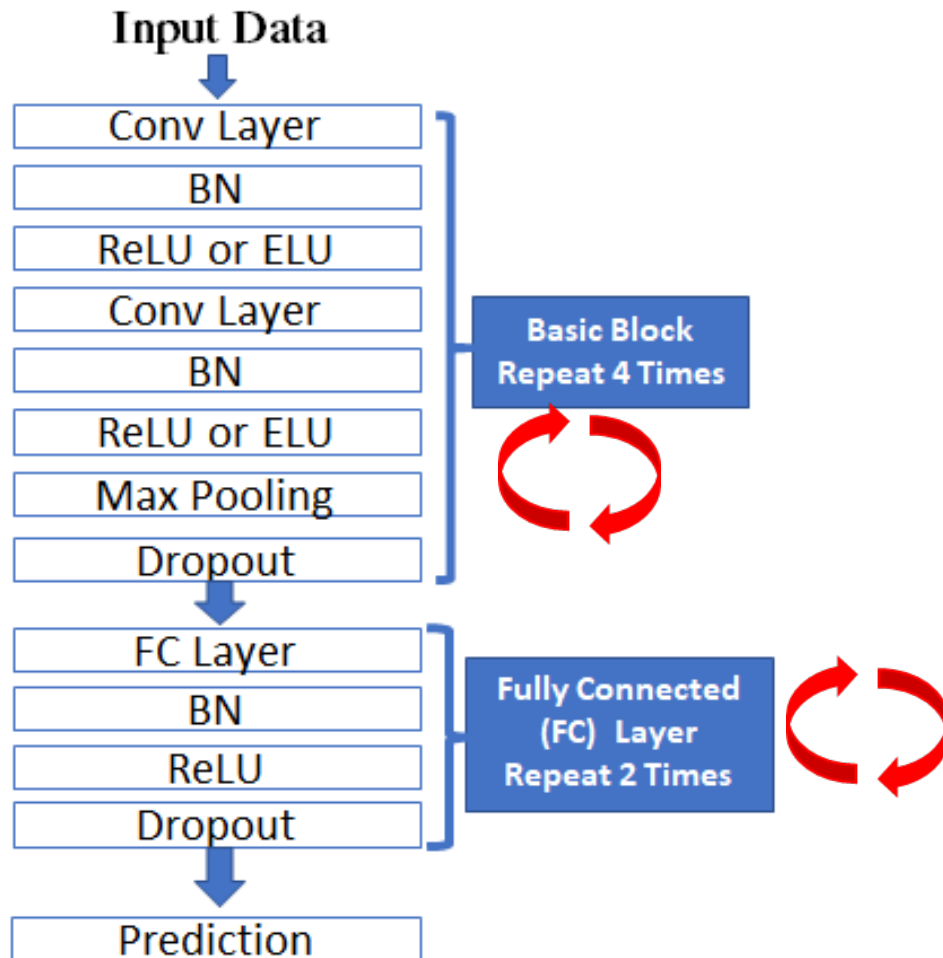 Input Data
Conv Layer
BN
ReLU or ELU
Conv Layer
BN
ReLU or ELU
Max Pooling
Dropout
Basic Block
Repeat 4 Times
FC Layer
BN
ReLU
Dropout
Fully Connected
(FC) Layer
Repeat 2 Times
Prediction